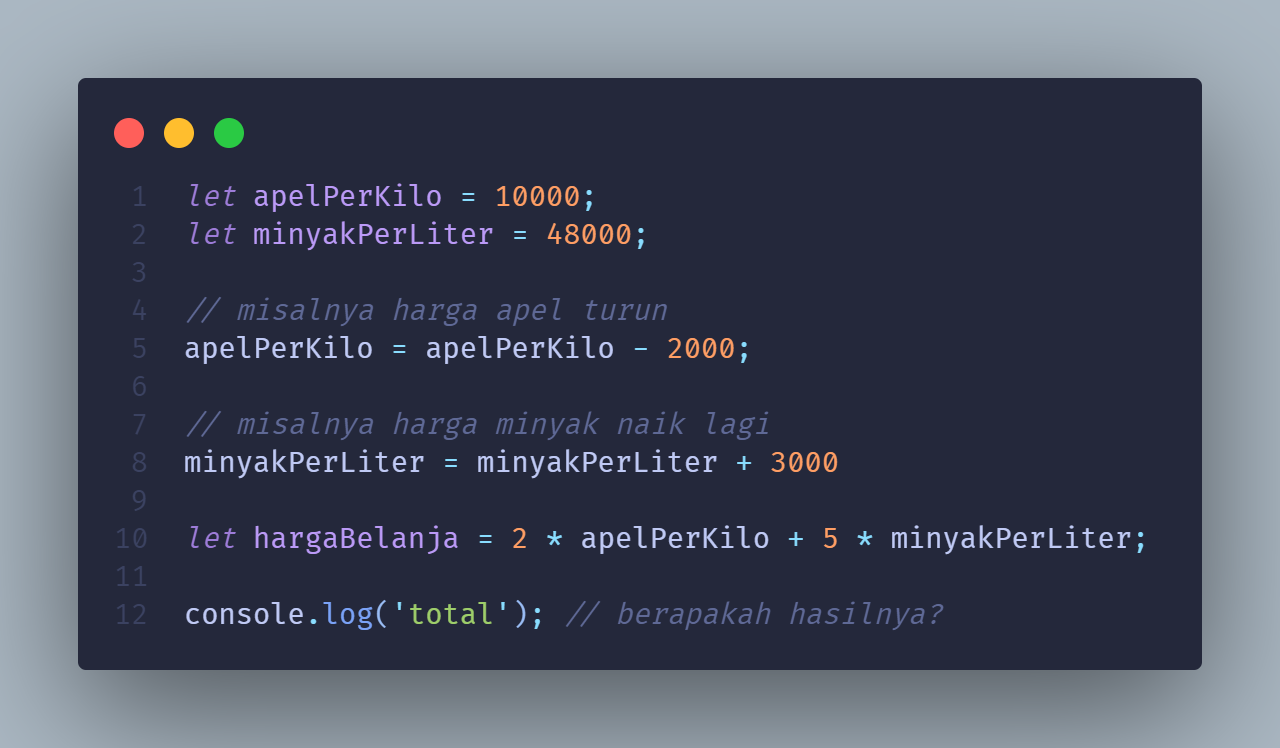 1 let apelPerKilo = 10000;
2 let minyakPerLiter = 48000;
3
4 // misalnya harga apel turun
5 apelPerKilo = apelPerKilo - 2000;
6
7 // misalnya harga minyak naik lagi
8 minyakPerLiter = minyakPerLiter + 3000
9
10 let hargaBelanja = 2 * apelPerKilo + 5 * minyakPerLiter;
11
12 console.log('total'); // berapakah hasilnya?